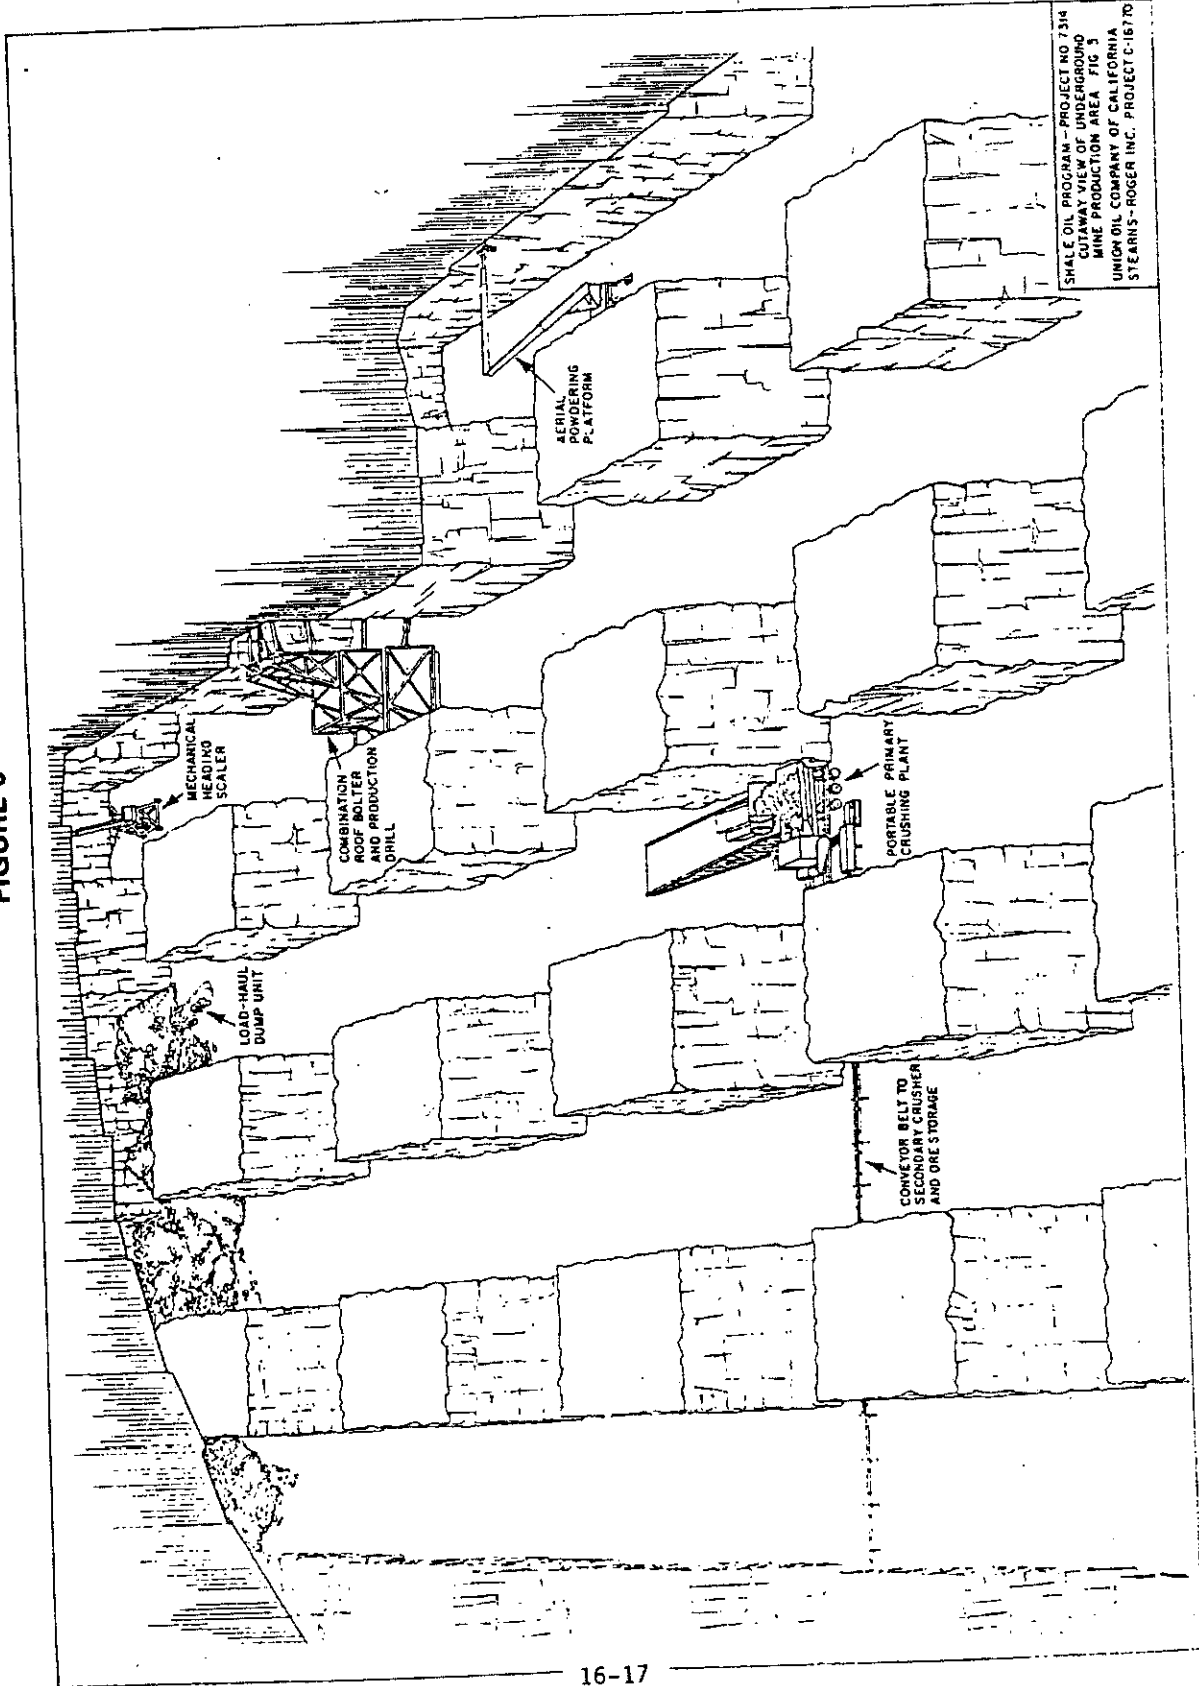 MECHANICAL
HEADING
SCALER
LOAD-HAUL
DUMP UNIT
COMBINATION
ROOF BOLTER
AND PRODUCTION
DRILL
AERIAL
POWDERING
PLATFORM
PORTABLE PRIMARY
CRUSHING PLANT
CONVEYOR BELT TO
SECONDARY CRUSHER
AND ORE STORAGE
SHALE OIL PROGRAM - PROJECT NO 7314
CUTAWAY VIEW OF UNDERGROUND
MINE PRODUCTION AREA FIG 5
UNION OIL COMPANY OF CALIFORNIA
STEARNS-ROGER INC. PROJECT C-16770
16-17